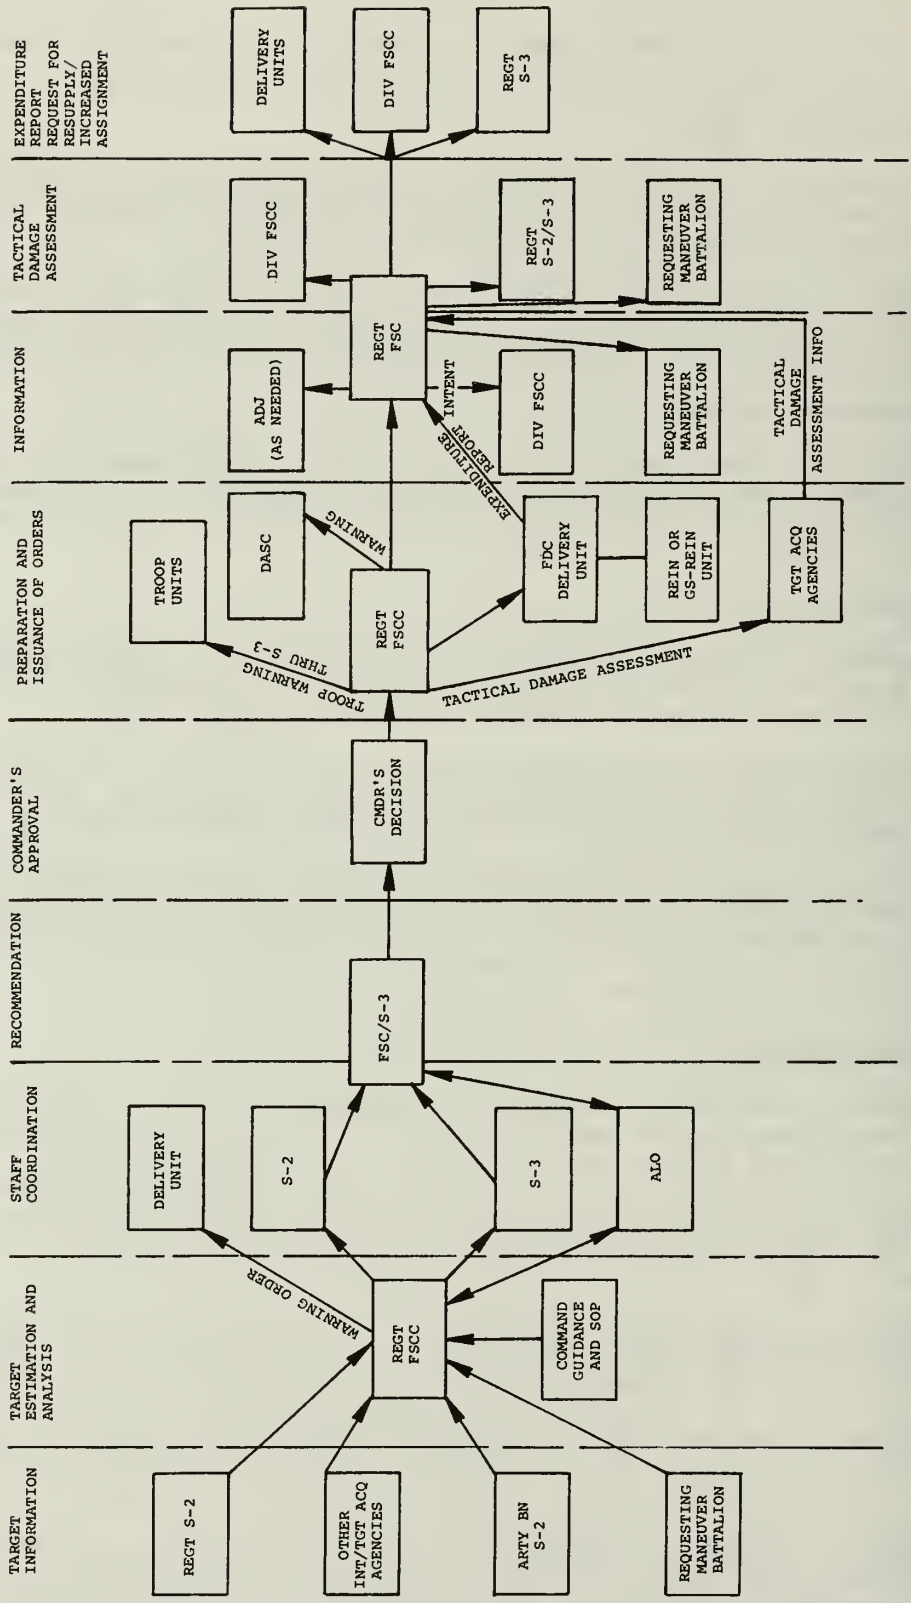 TARGET
INFORMATION
REGT S-2
OTHER
INT/TGT ACQ
AGENCIES
ARTY BN
S-2
REQUESTING
MANEUVER
BATTALION
TARGET
ESTIMATION AND
ANALYSIS
WARNING ORDER
REGT
FSCC
COMMAND
GUIDANCE
AND SOP
STAFF
COORDINATION
DELIVERY
UNIT
S-2
S-3
ALO
RECOMMENDATION
FSC/S-3
COMMANDER'S
APPROVAL
CMDR'S
DECISION
PREPARATION AND
ISSUANCE OF ORDERS
TROOP
UNITS
TROOP WARNING
THRU S-3
DASC
WARNING
REGT
FSCC
FDC
DELIVERY
UNIT
REIN OR
GS-REIN
UNIT
TACTICAL DAMAGE ASSESSMENT
TGT ACQ
AGENCIES
INFORMATION
ADJ
(AS NEEDED)
REGT
FSC
EXPENDITURE
REPORT
INTENT
DIV FSCC
REQUESTING
MANEUVER
BATTALION
TACTICAL
DAMAGE
ASSESSMENT INFO
TACTICAL
DAMAGE
ASSESSMENT
DIV FSCC
REGT
S-2/S-3
REQUESTING
MANEUVER
BATTALION
EXPENDITURE
REPORT
REQUEST FOR
RESUPPLY/
INCREASED
ASSIGNMENT
DELIVERY
UNITS
DIV FSCC
REGT
S-3